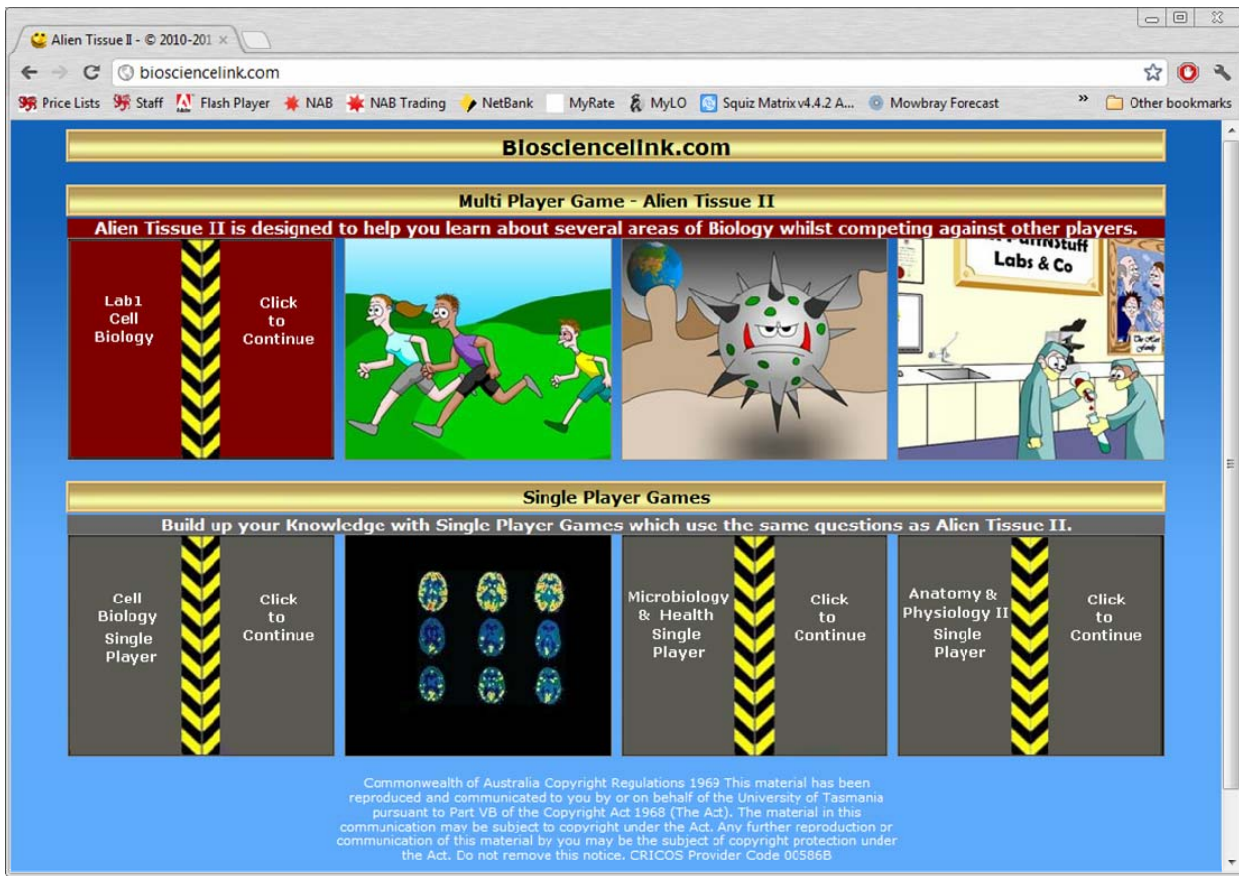 Alien Tissue II - © 2010-201
biosciencelink.com
Price Lists Staff Flash Player NAB NAB Trading NetBank MyRate MyLO Squiz Matrix v4.4.2 A... Mowbray Forecast » Other bookmarks
Biosciencelink.com
Multi Player Game - Alien Tissue II
Alien Tissue II is designed to help you learn about several areas of Biology whilst competing against other players.
Lab1
Cell
Biology
Click
to
Continue
Labs & Co
The Hart
Family
Single Player Games
Build up your Knowledge with Single Player Games which use the same questions as Alien Tissue II.
Cell
Biology
Single
Player
Click
to
Continue
Microbiology
& Health
Single
Player
Click
to
Continue
Anatomy &
Physiology II
Single
Player
Click
to
Continue
Commonwealth of Australia Copyright Regulations 1969 This material has been
reproduced and communicated to you by or on behalf of the University of Tasmania
pursuant to Part VB of the Copyright Act 1968 (The Act). The material in this
communication may be subject to copyright under the Act. Any further reproduction or
communication of this material by you may be the subject of copyright protection under
the Act. Do not remove this notice. CRICOS Provider Code 00586B